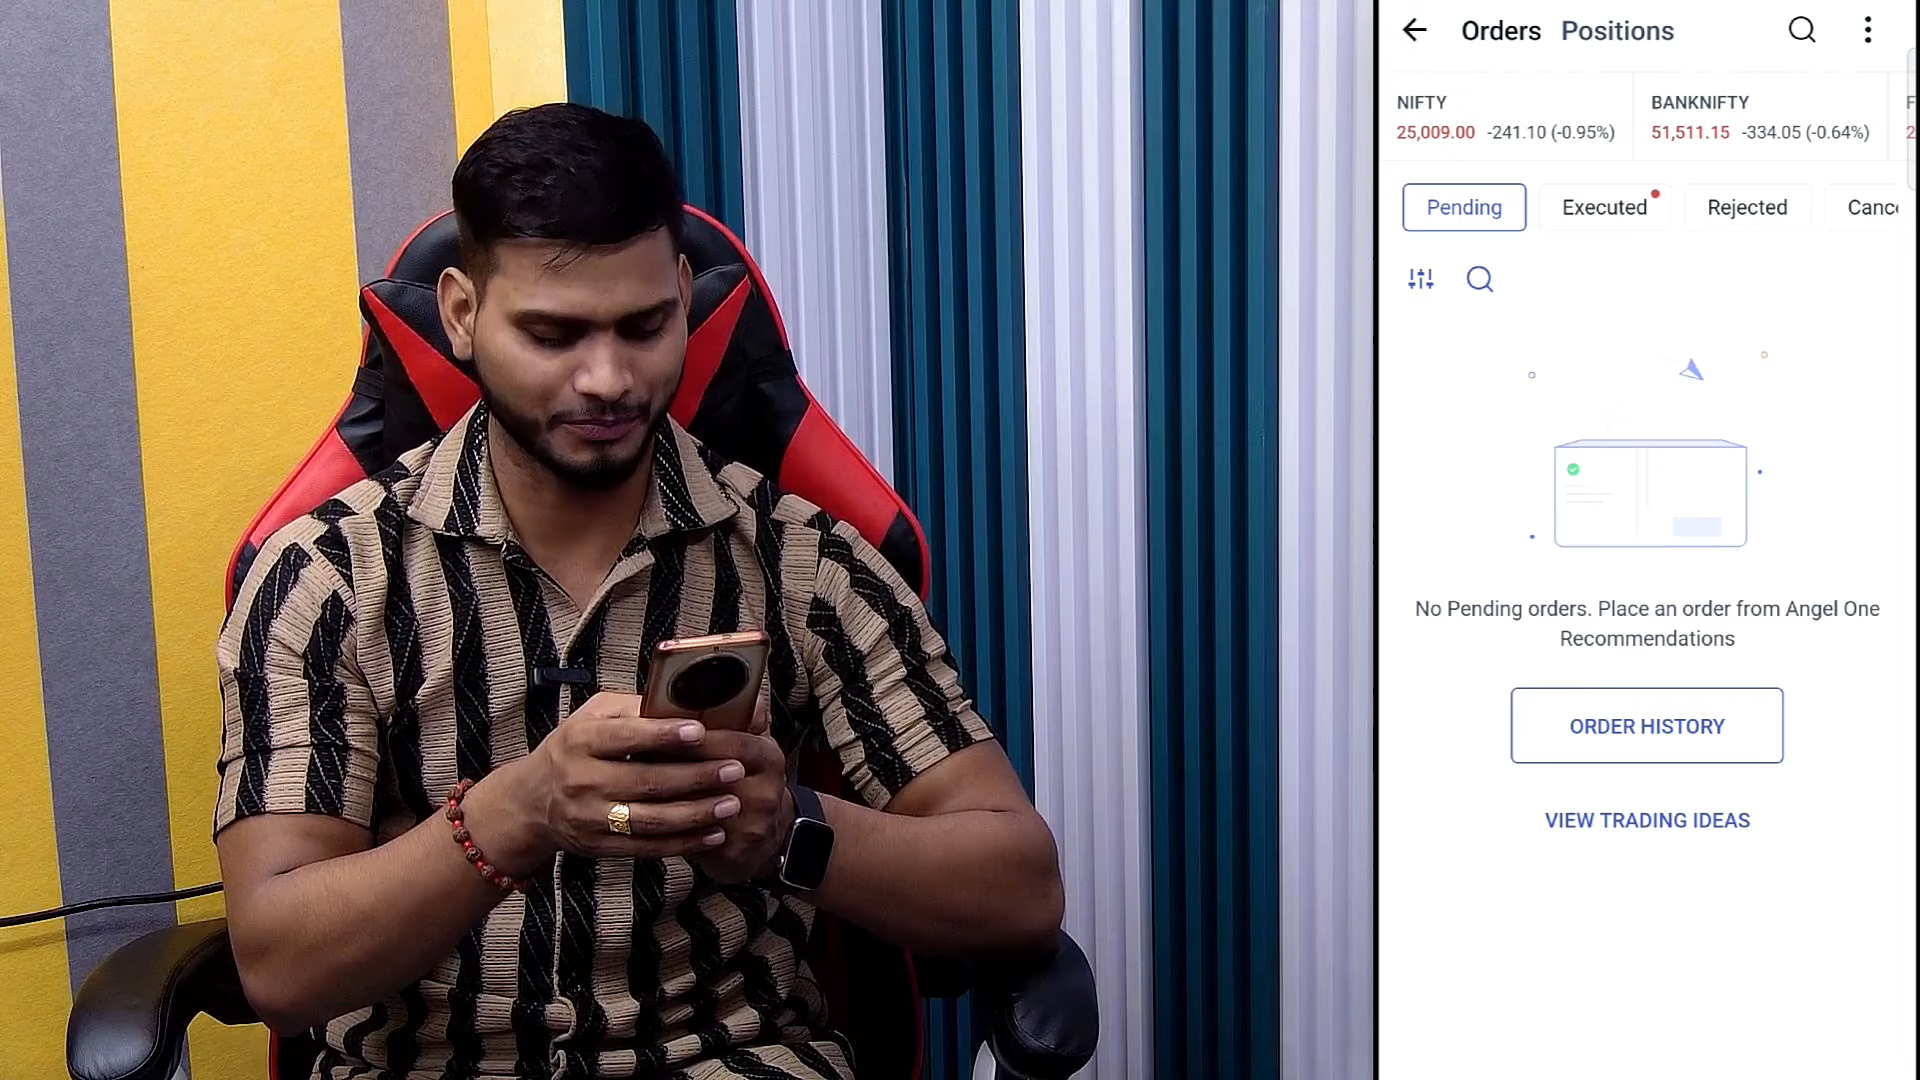 Orders Positions
NIFTY
25,009.00 -241.10 (-0.95%)
BANKNIFTY
51,511.15 -334.05 (-0.64%)
Pending
Executed
Rejected
No Pending orders. Place an order from Angel One
Recommendations
ORDER HISTORY
VIEW TRADING IDEAS